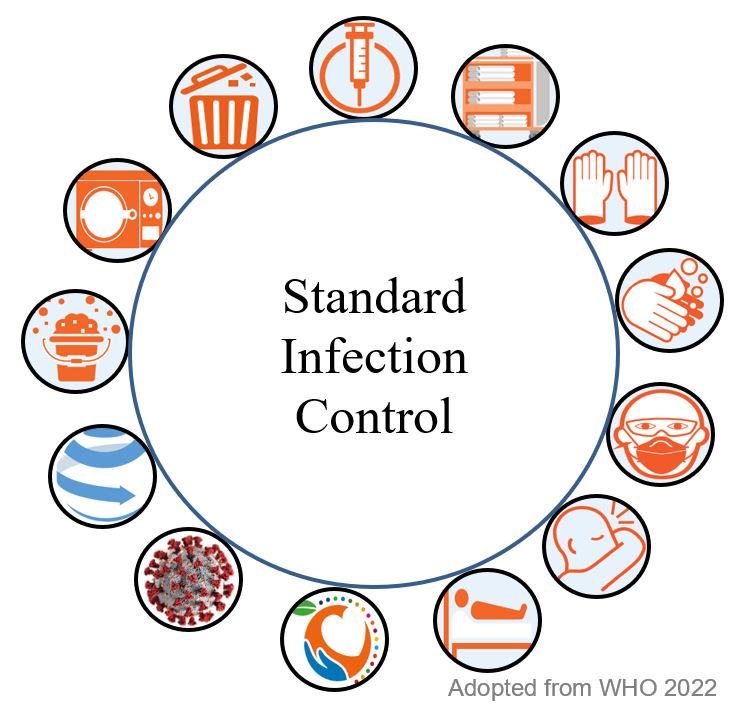 Standard
Infection
Control
Adopted from WHO 2022